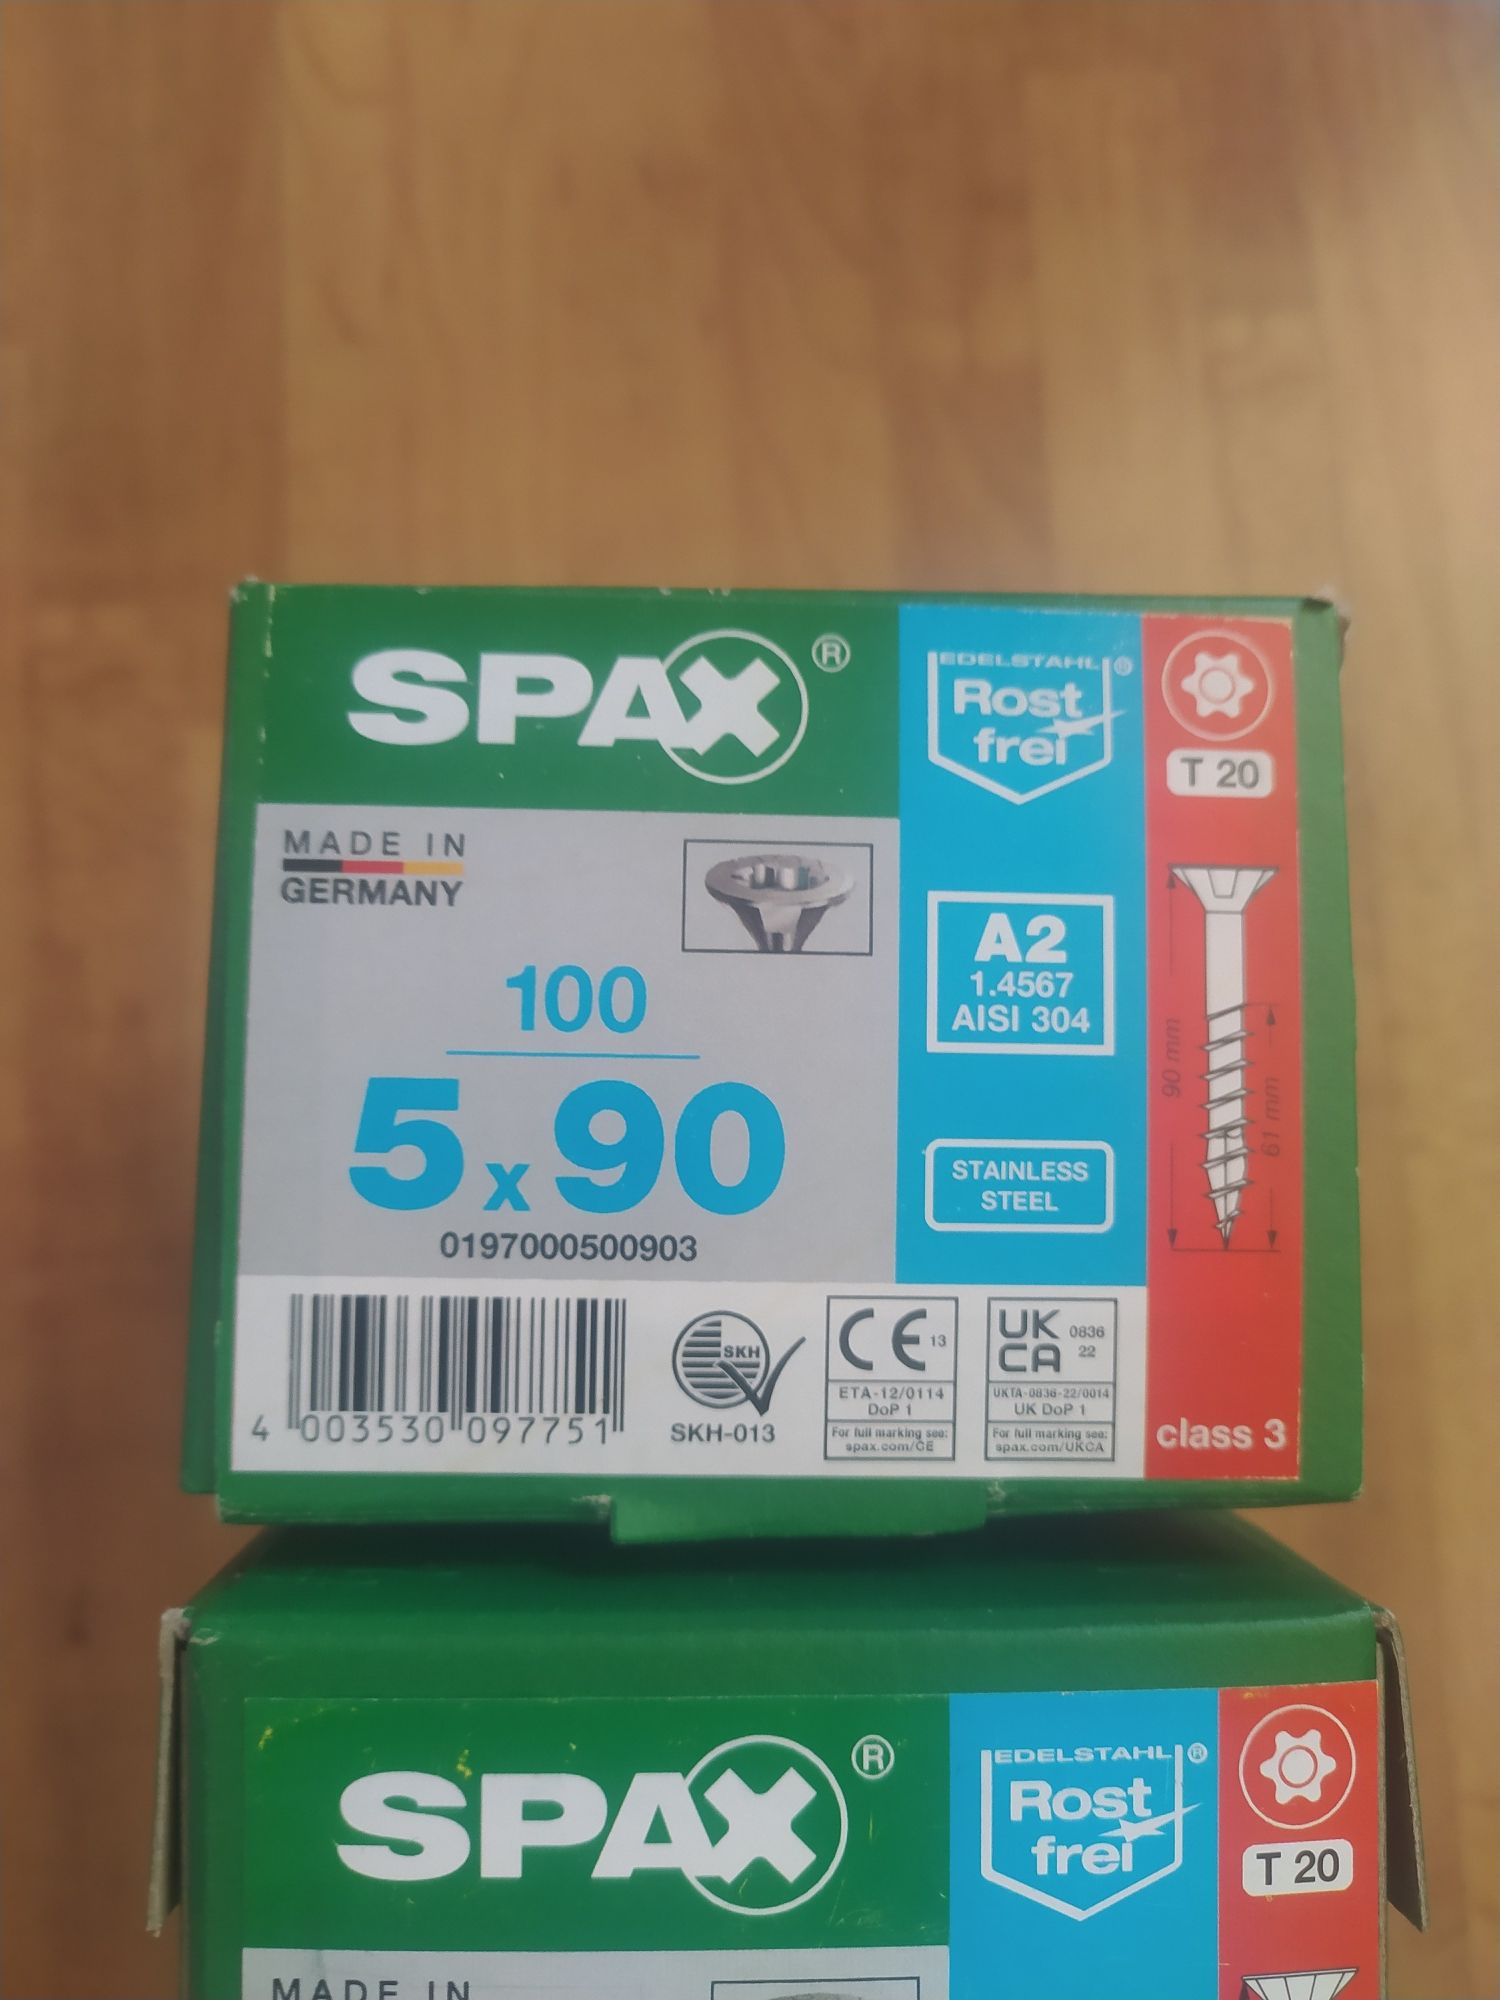 SPAX®
EDELSTAHL®
Rost
frei
T 20
MADE IN
GERMANY
100
5 x 90
0197000500903
A2
1.4567
AISI 304
STAINLESS
STEEL
90 mm
61 mm
4 003530 097751
SKH
SKH-013
CE 13
ETA-12/0114
DoP 1
For full marking see:
spax.com/CE
UK
CA
0836
22
UKTA-0836-22/0014
UK DoP 1
For full marking see:
spax.com/UKCA
class 3
SPAX®
EDELSTAHL®
Rost
frei
T 20
MADE IN